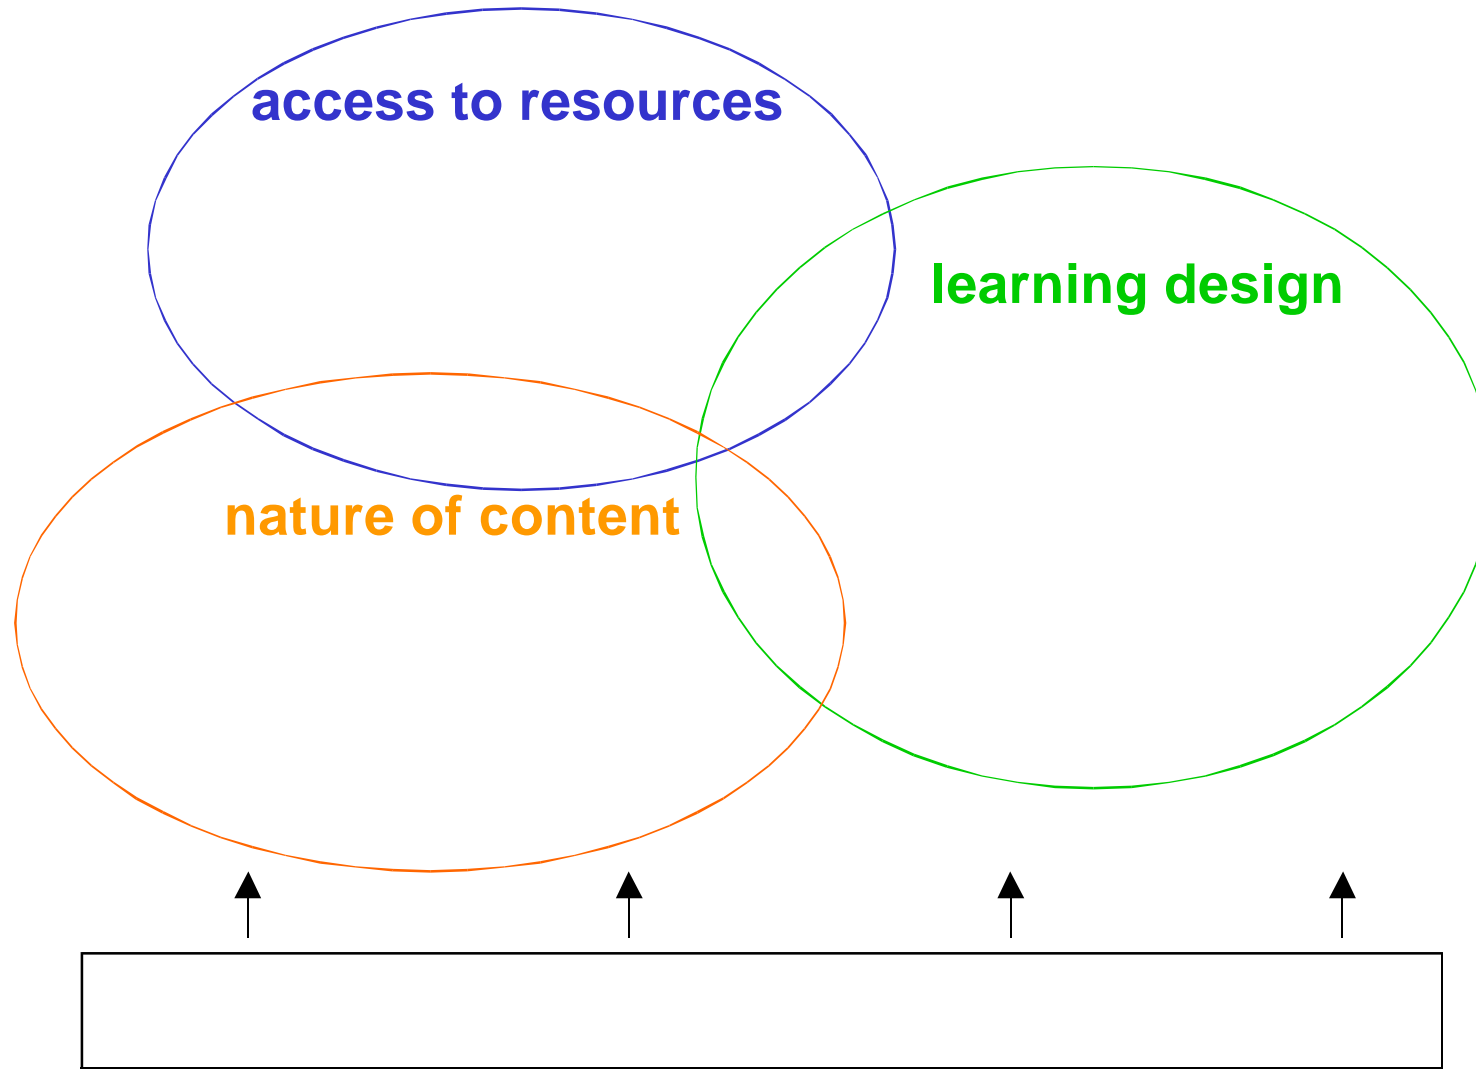 access to resources
learning design
nature of content